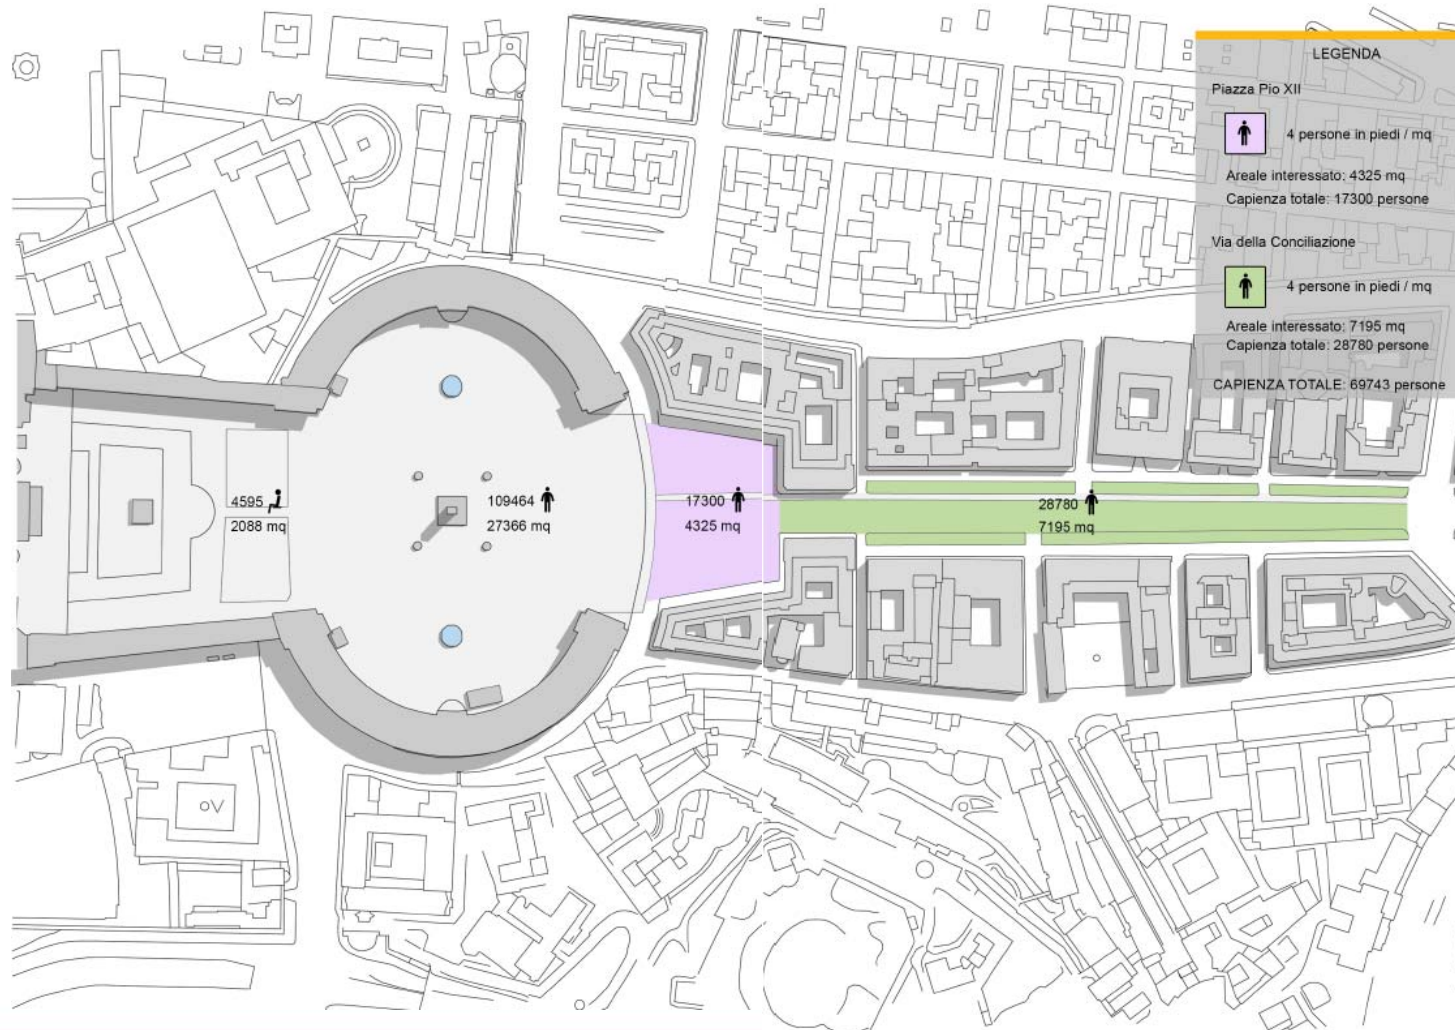 LEGENDA
Piazza Pio XII
4 persone in piedi / mq
Areale interessato: 4325 mq
Capienza totale: 17300 persone
Via della Conciliazione
4 persone in piedi / mq
Areale interessato: 7195 mq
Capienza totale: 28780 persone
CAPIENZA TOTALE: 69743 persone
4595
2088 mq
109464
27366 mq
17300
4325 mq
28780
7195 mq